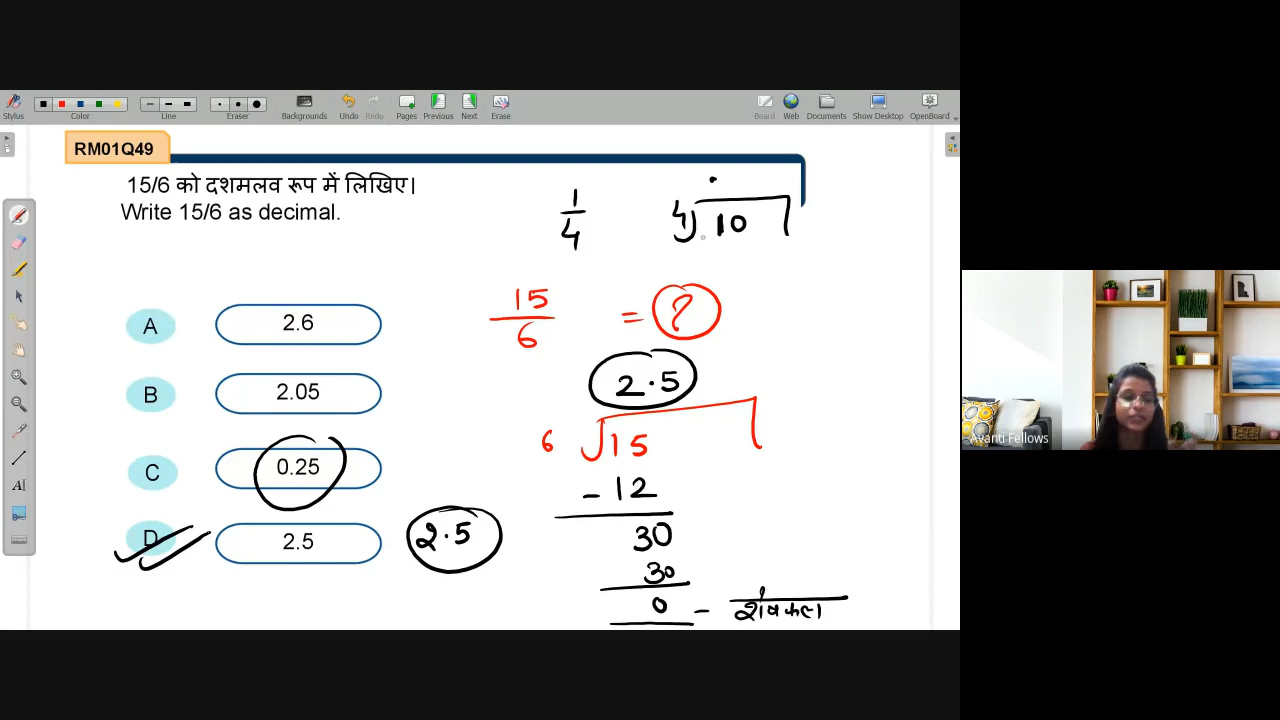 Stylus
Color
Line
Eraser
Backgrounds
Undo
Redo
Pages
Previous
Next
Erase
Board
Web
Documents
Show Desktop
OpenBoard
RM01Q49
15/6 को दशमलव रूप में लिखिए।
Write 15/6 as decimal.
1
4
4 10
15
6
= ?
A 2.6
B 2.05
C 0.25
D 2.5
2.5
2.5
6 15
- 12
30
30
0 -
Avanti Fellows